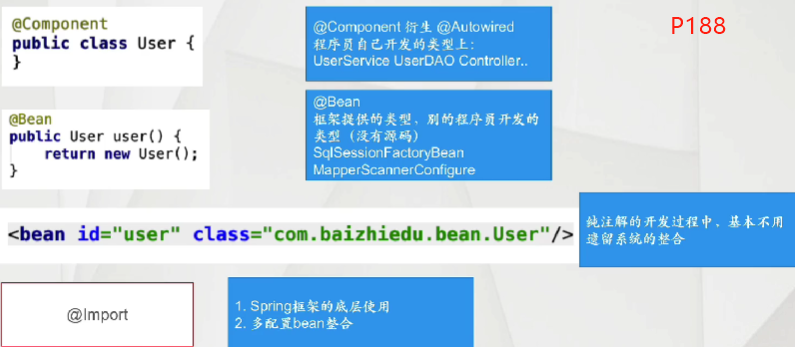 P188
@Component
public class User {
}
@Component 衍生 @Autowired
程序员自己开发的类型上:
UserService UserDAO Controller..
@Bean
public User user() {
return new User();
}
@Bean
框架提供的类型、别的程序员开发的
类型（没有源码）
SqlSessionFactoryBean
MapperScannerConfigure
<bean id="user" class="com.baizhiedu.bean.User"/>
纯注解的开发过程中，基本不用
遗留系统的整合
@Import
1. Spring框架的底层使用
2. 多配置bean整合